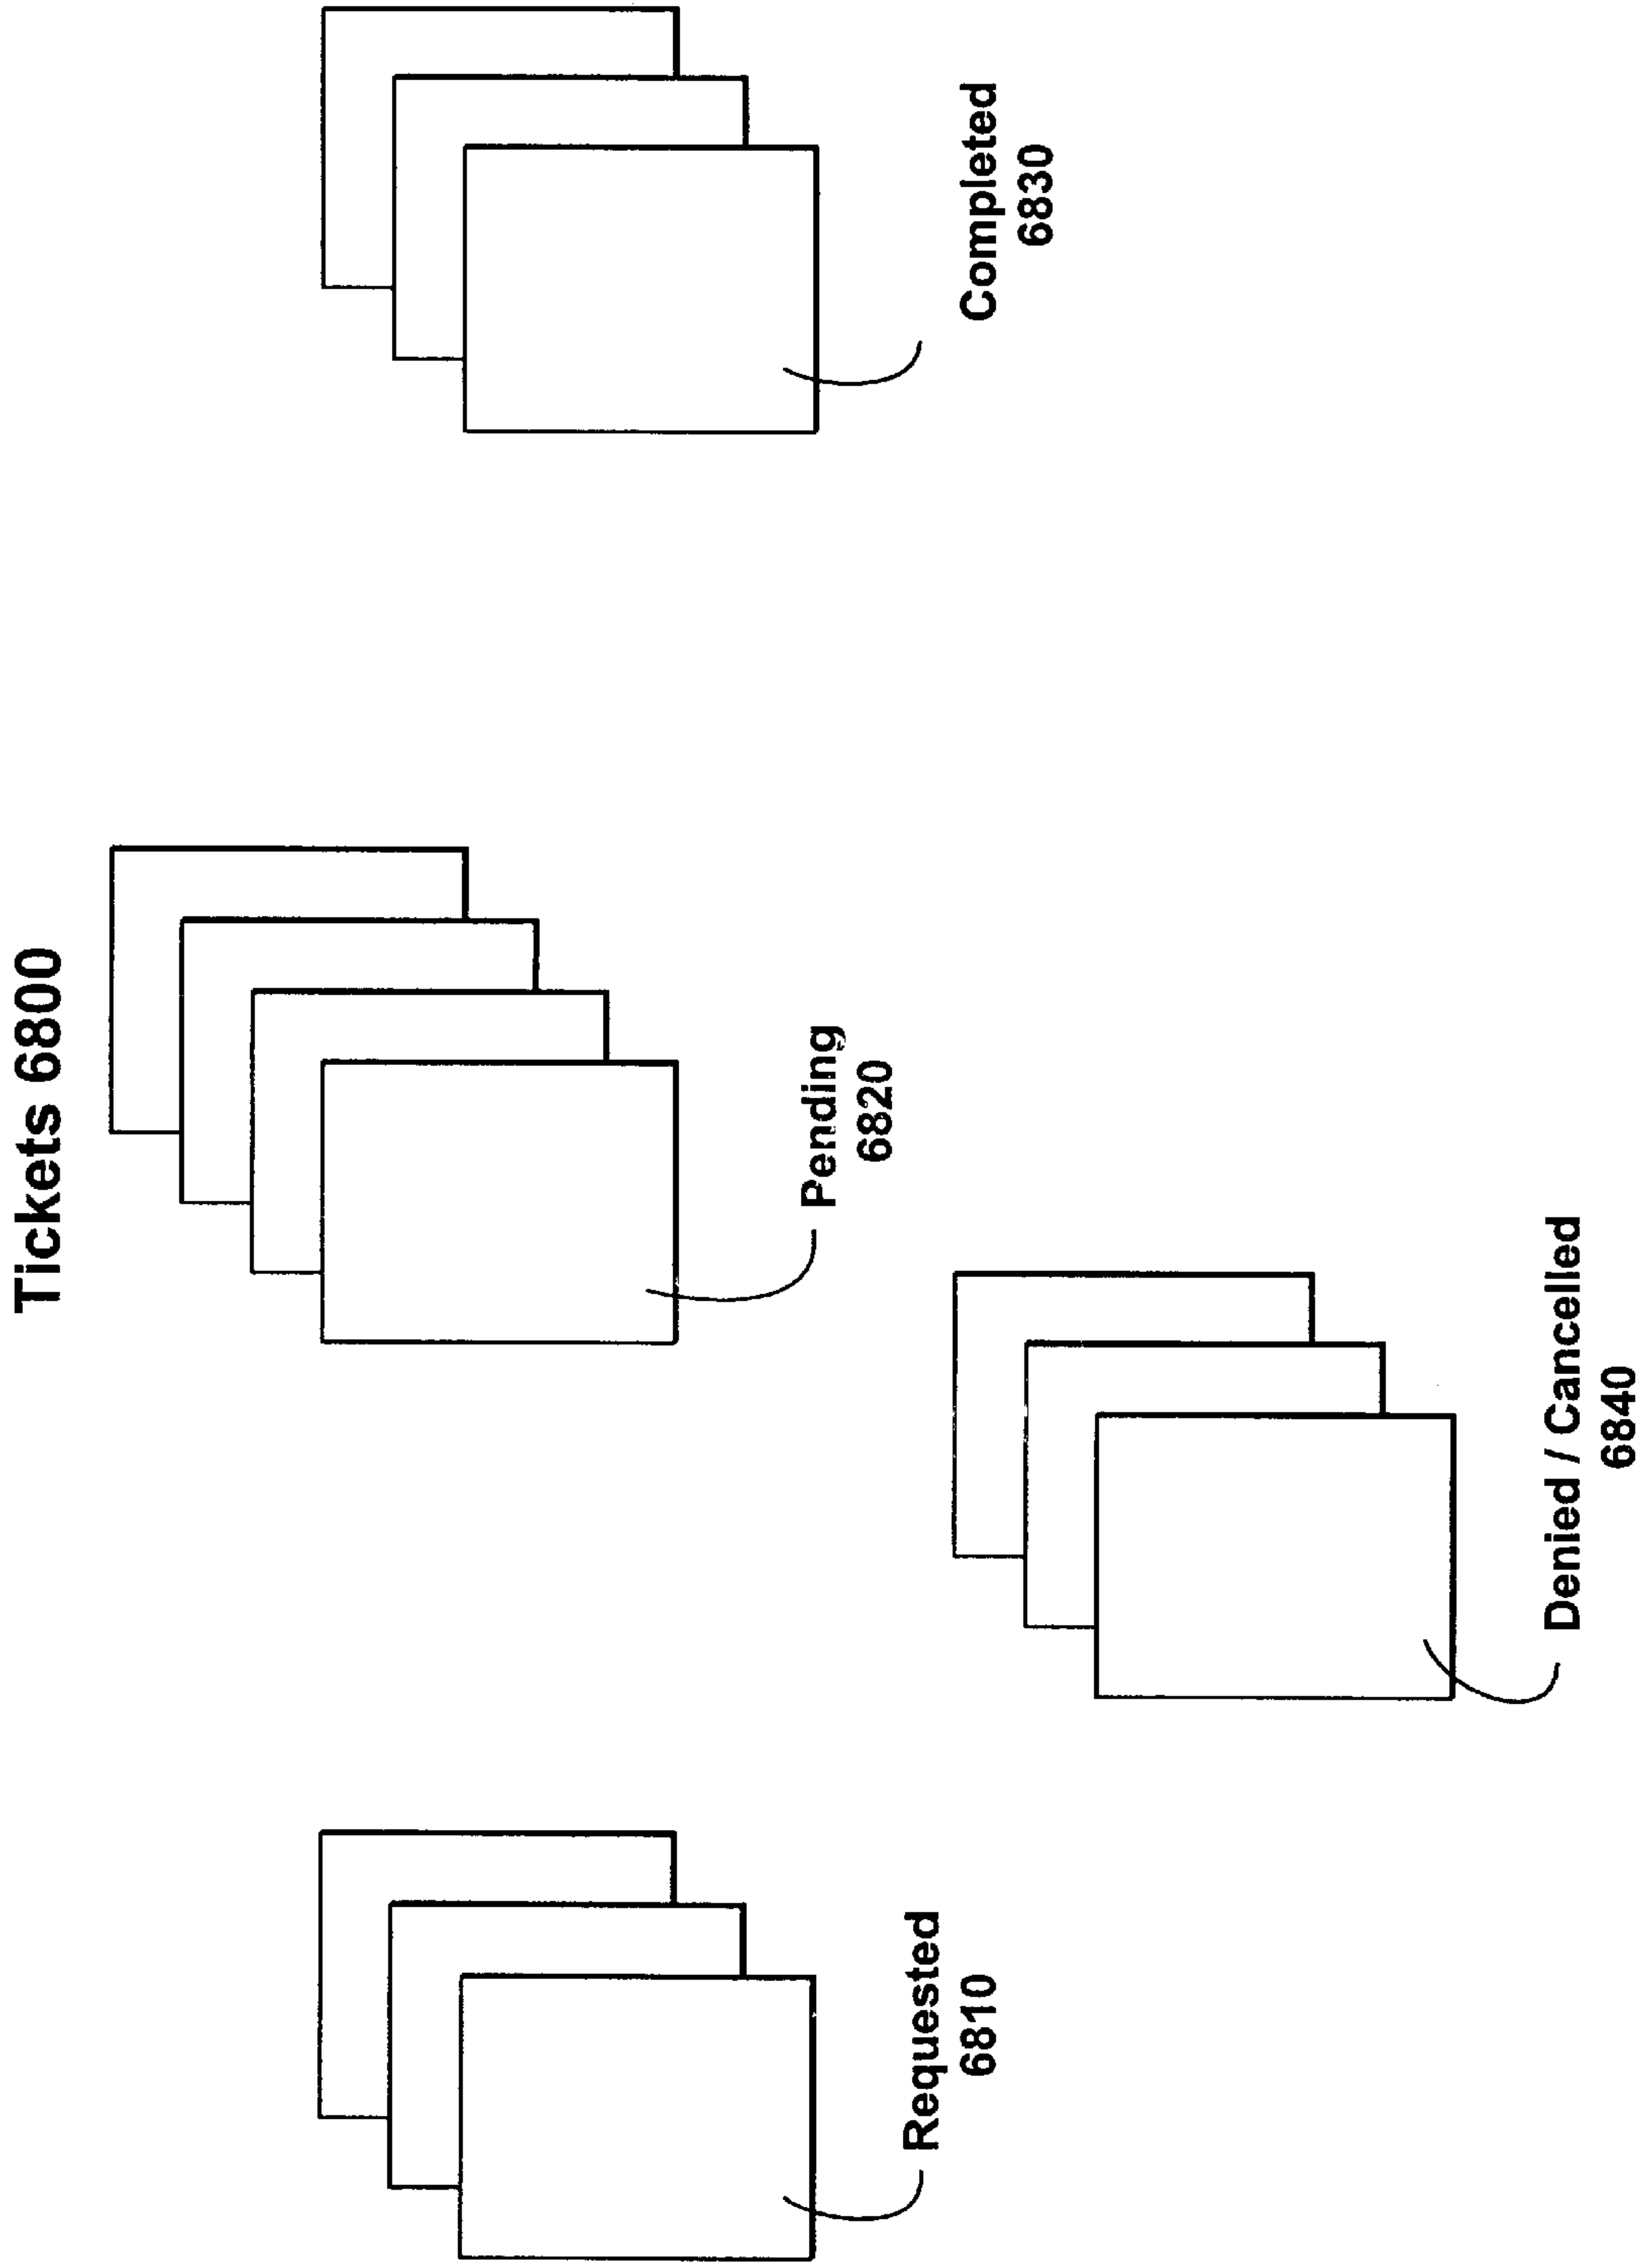 Tickets 6800
Requested
6810
Pending
6820
Completed
6830
Denied / Cancelled
6840